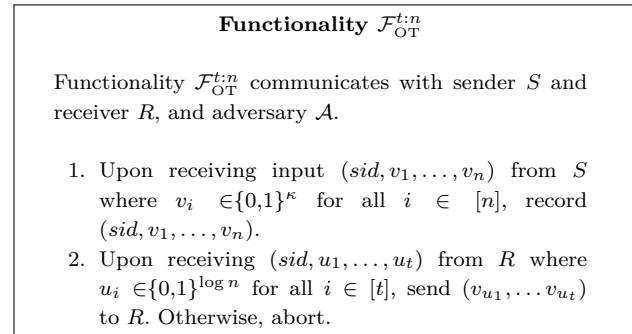 Functionality $\mathcal{F}_{\mathrm{OT}}^{t:n}$
Functionality $\mathcal{F}_{\mathrm{OT}}^{t:n}$ communicates with sender $S$ and
receiver $R$, and adversary $\mathcal{A}$.
1. Upon receiving input $(sid, v_1, \ldots, v_n)$ from $S$
where $v_i \in \{0,1\}^{\kappa}$ for all $i \in [n]$, record
$(sid, v_1, \ldots, v_n)$.
2. Upon receiving $(sid, u_1, \ldots, u_t)$ from $R$ where
$u_i \in \{0,1\}^{\log n}$ for all $i \in [t]$, send $(v_{u_1}, \ldots v_{u_t})$
to $R$. Otherwise, abort.